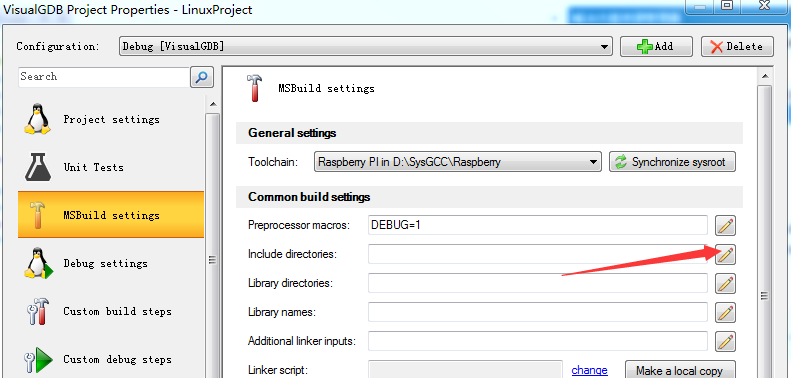 VisualGDB Project Properties - LinuxProject
Configuration: Debug [VisualGDB] Add Delete
Search
Project settings
Unit Tests
MSBuild settings
Debug settings
Custom build steps
Custom debug steps
MSBuild settings
General settings
Toolchain: Raspberry PI in D:\SysGCC\Raspberry Synchronize sysroot
Common build settings
Preprocessor macros: DEBUG=1
Include directories:
Library directories:
Library names:
Additional linker inputs:
Linker script: change Make a local copy